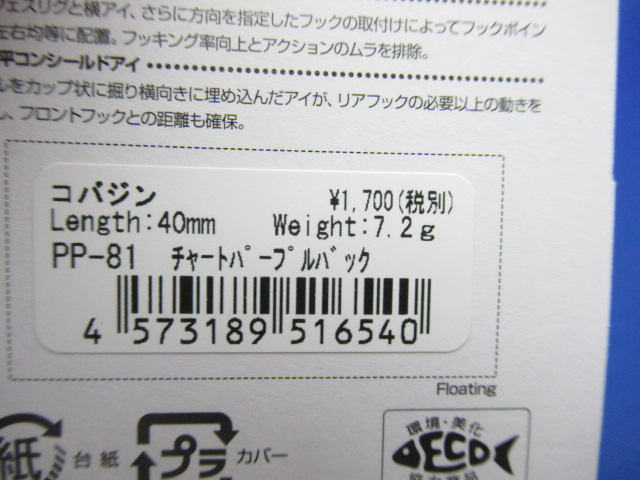 ェスリグと横アイ、さらに方向を指定したフックの取付けによってフックポイン
左右均等に配置。フッキング率向上とアクションのムラを排除。
平コンシールドアイ
をカップ状に掘り横向きに埋め込んだアイが、リアフックの必要以上の動きを
し、フロントフックとの距離も確保。
コバジン ¥1,700(税別)
Length:40mm Weight:7.2g
PP-81 チャートパープルバック
4 573189 516540
Floating
紙 台紙 プラ カバー
環境・美化
ECO